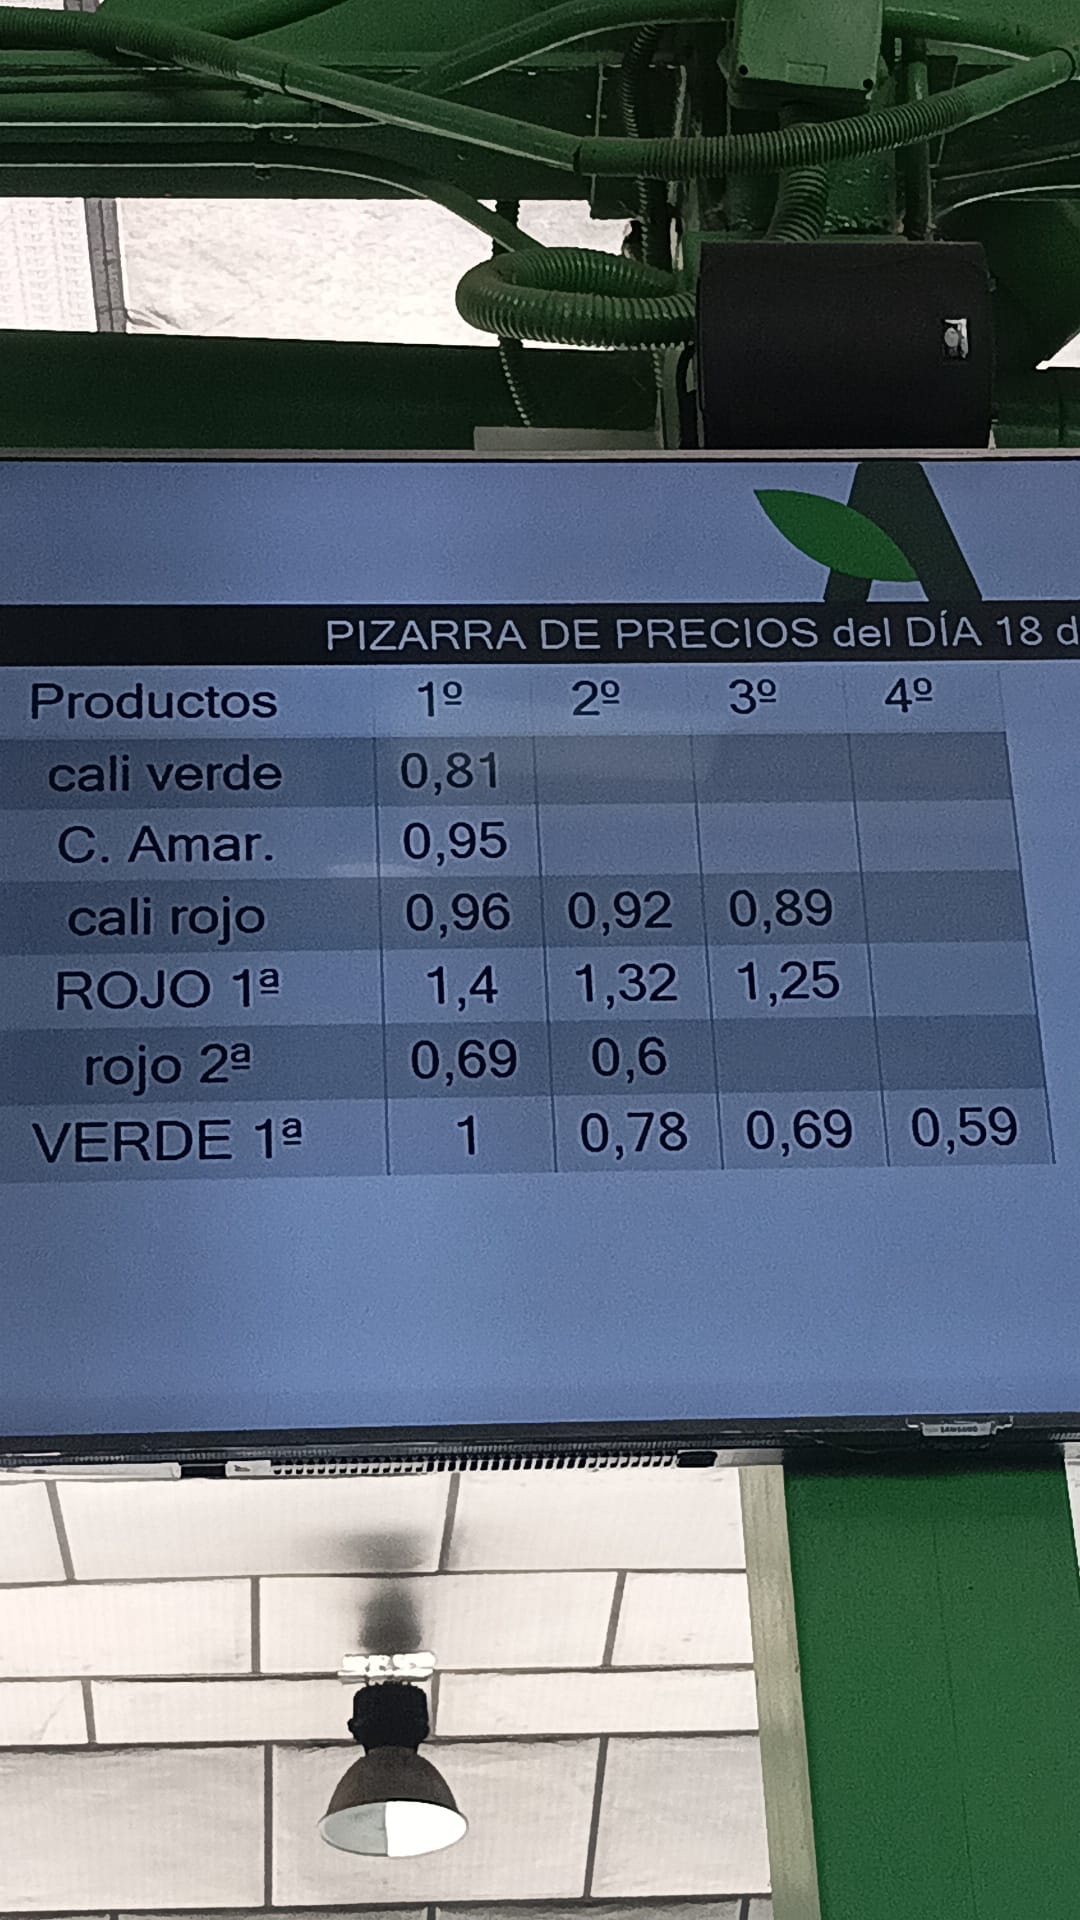 PIZARRA DE PRECIOS del DÍA 18 d
Productos 1º 2º 3º 4º
cali verde 0,81
C. Amar. 0,95
cali rojo 0,96 0,92 0,89
ROJO 1ª 1,4 1,32 1,25
rojo 2ª 0,69 0,6
VERDE 1ª 1 0,78 0,69 0,59
SAMSUNG